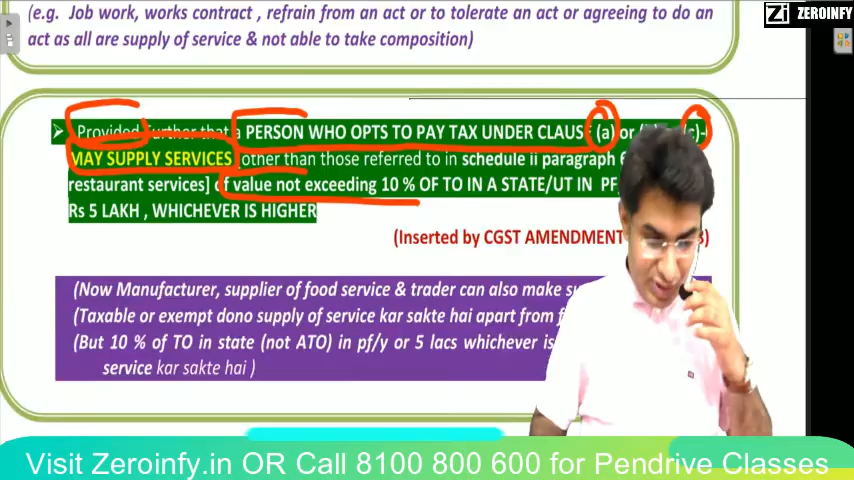 (e.g. Job work, works contract , refrain from an act or to tolerate an act or agreeing to do an
act as all are supply of service & not able to take composition)
Zi ZEROINFY
Provided further that a PERSON WHO OPTS TO PAY TAX UNDER CLAUSE (a) or (c)-
MAY SUPPLY SERVICES [other than those referred to in schedule ii paragraph
restaurant services] of value not exceeding 10 % OF TO IN A STATE/UT IN PF
Rs 5 LAKH , WHICHEVER IS HIGHER
(Inserted by CGST AMENDMENT
(Now Manufacturer, supplier of food service & trader can also make
(Taxable or exempt dono supply of service kar sakte hai apart from
(But 10 % of TO in state (not ATO) in pf/y or 5 lacs whichever is
service kar sakte hai )
Visit Zeroinfy.in OR Call 8100 800 600 for Pendrive Classes